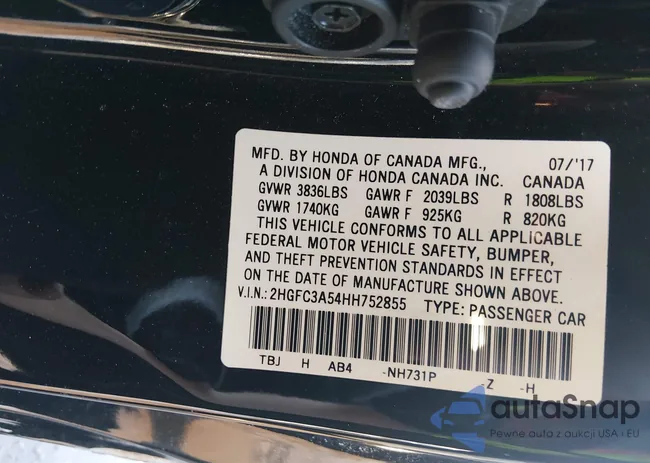 MFD. BY HONDA OF CANADA MFG., 07/'17
A DIVISION OF HONDA CANADA INC. CANADA
GVWR 3836LBS GAWR F 2039LBS R 1808LBS
GVWR 1740KG GAWR F 925KG R 820KG
THIS VEHICLE CONFORMS TO ALL APPLICABLE
FEDERAL MOTOR VEHICLE SAFETY, BUMPER,
AND THEFT PREVENTION STANDARDS IN EFFECT
ON THE DATE OF MANUFACTURE SHOWN ABOVE.
V.I.N.: 2HGFC3A54HH752855 TYPE: PASSENGER CAR
TBJ H AB4 -NH731P Z -H
autaSnap
Pewne auta z aukcji USA i EU